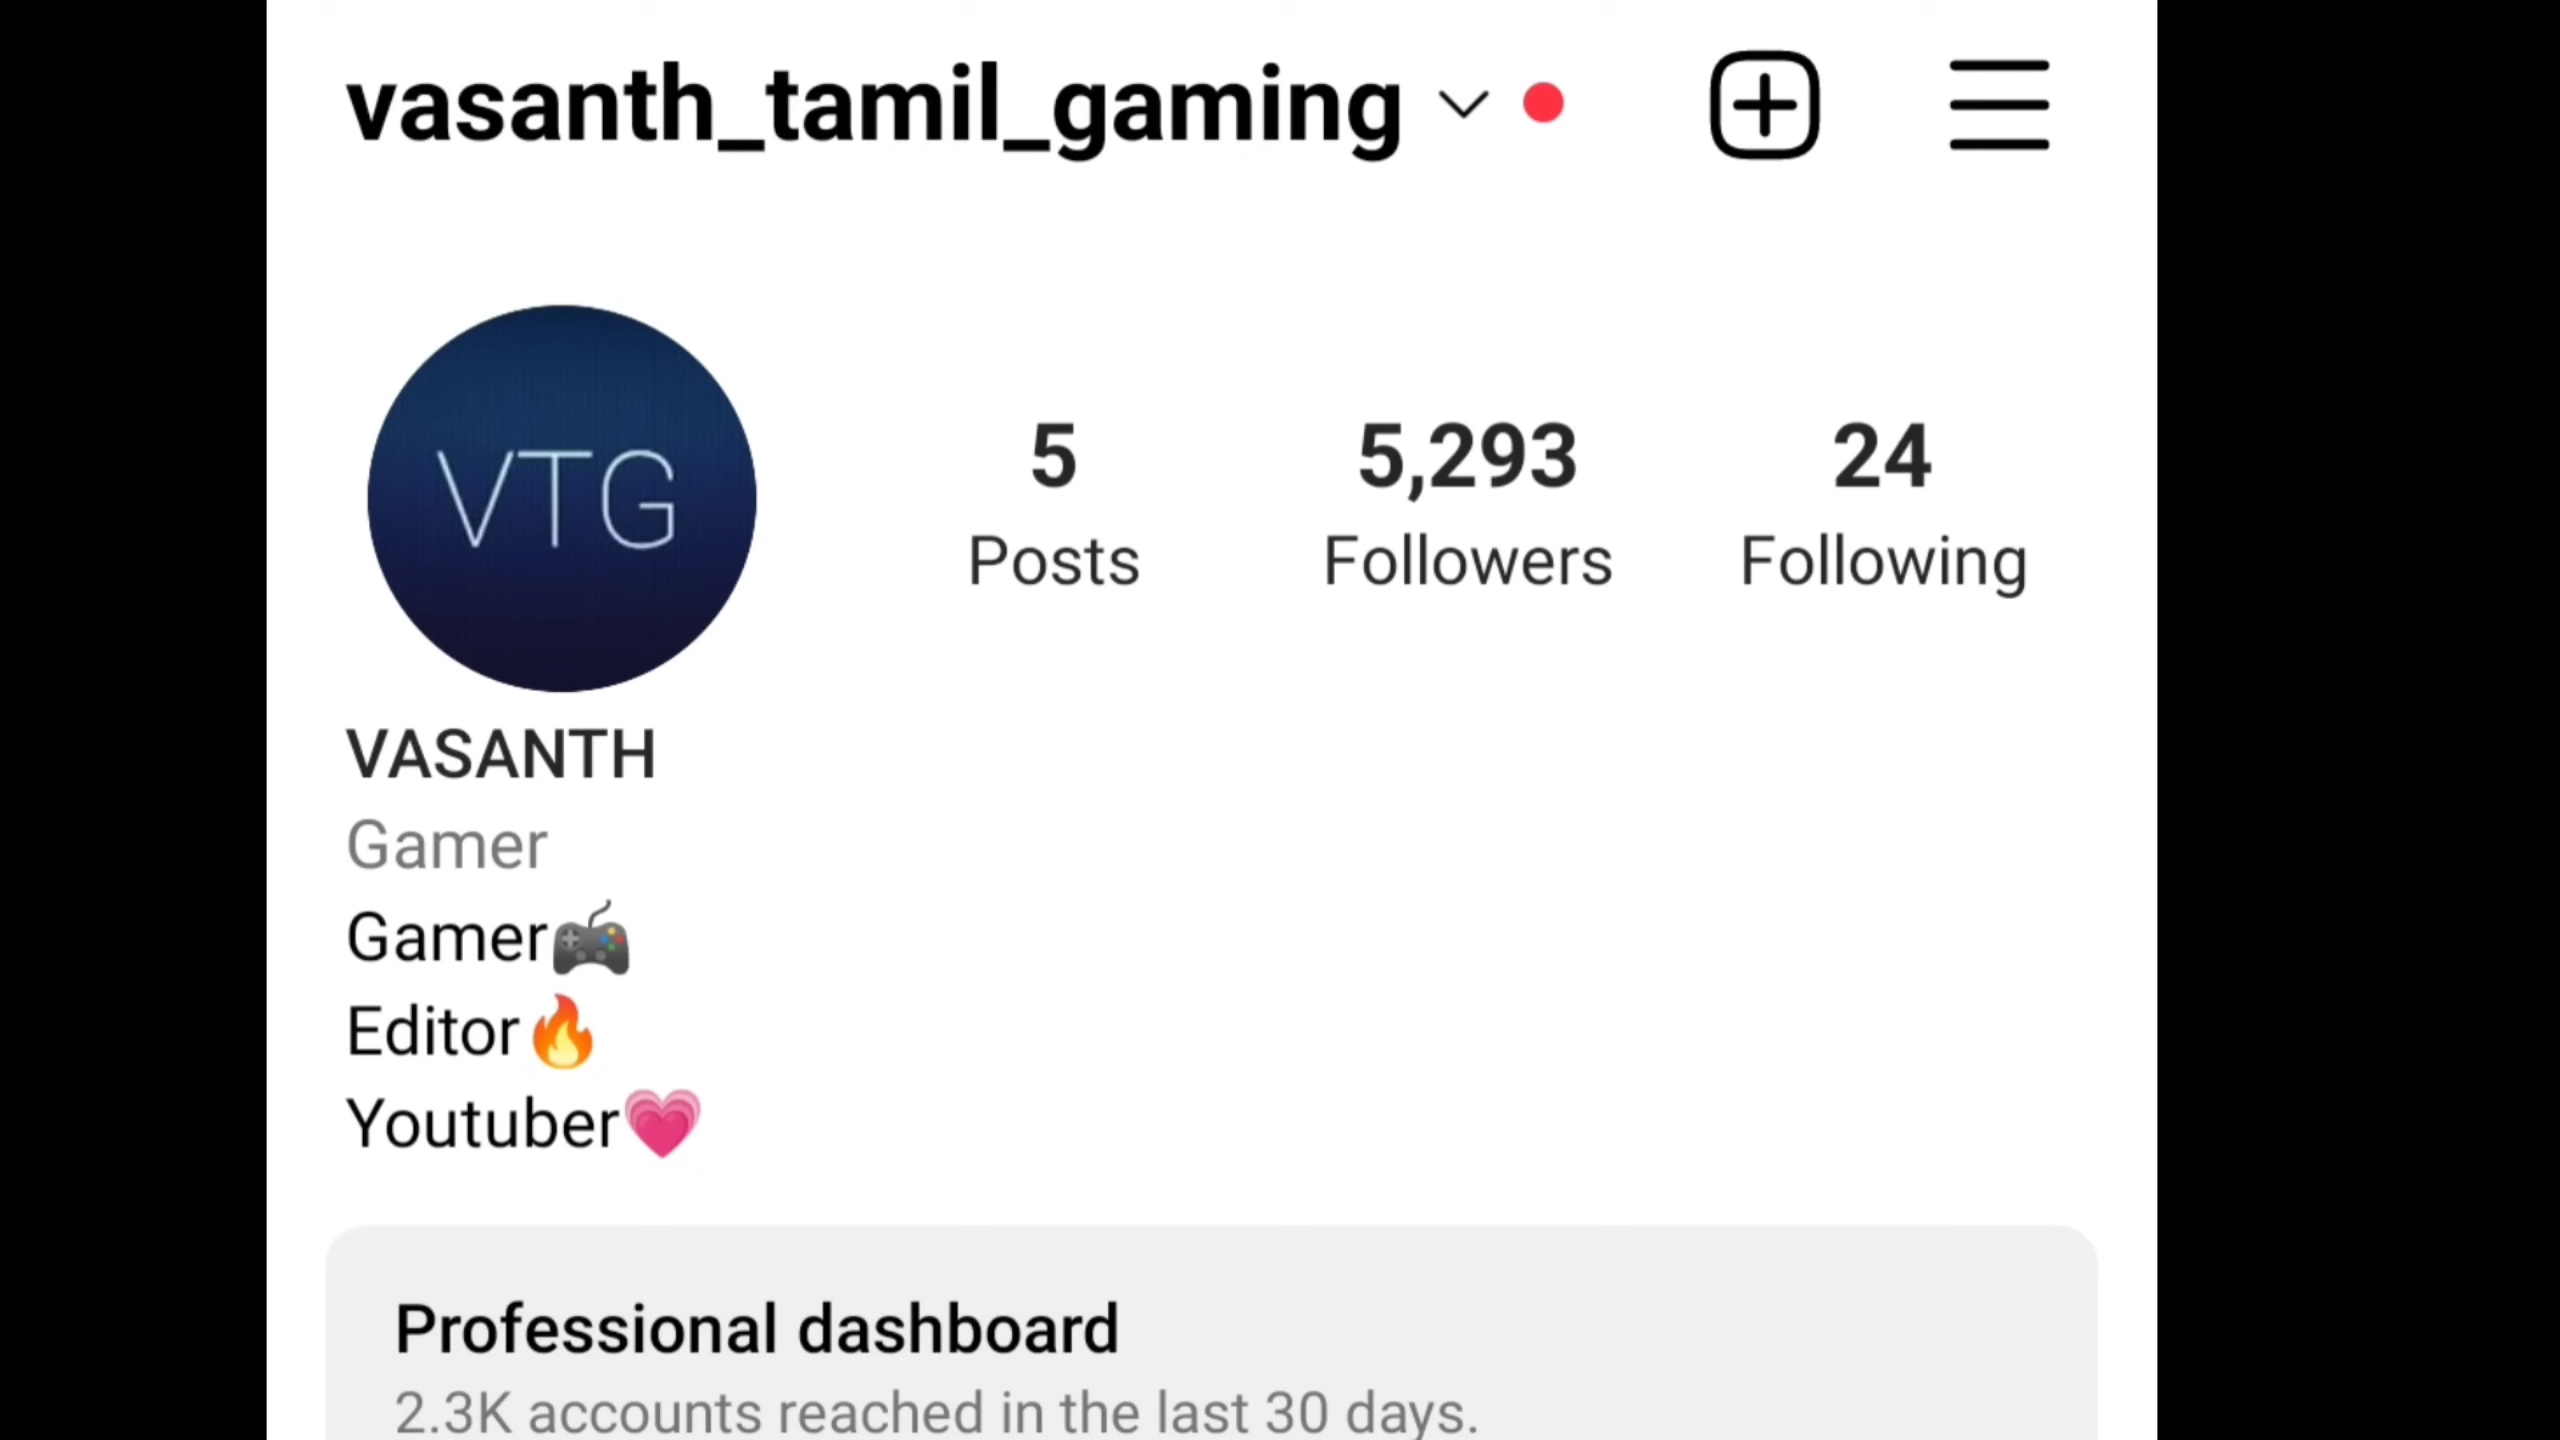 vasanth_tamil_gaming
VTG
5 5,293 24
Posts Followers Following
VASANTH
Gamer
Gamer🎮
Editor🔥
Youtuber💗
Professional dashboard
2.3K accounts reached in the last 30 days.